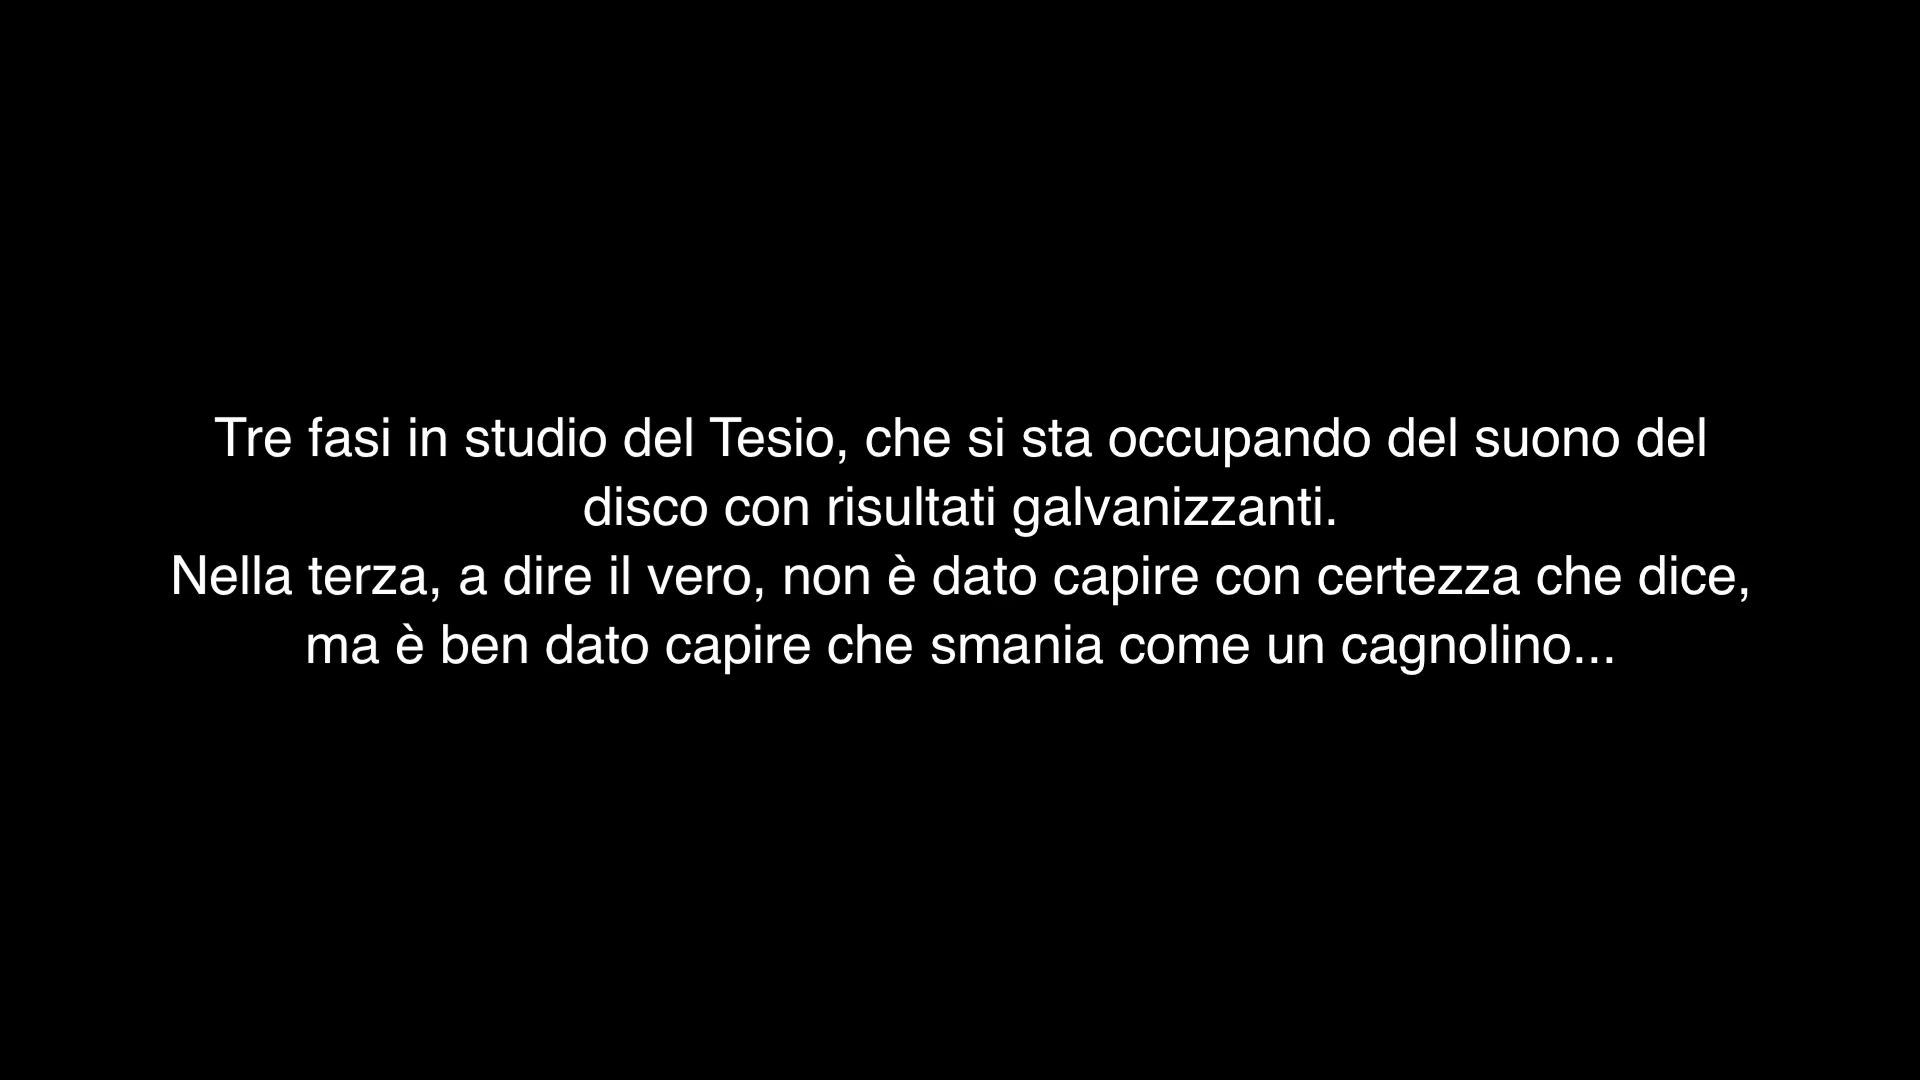 Tre fasi in studio del Tesio, che si sta occupando del suono del
disco con risultati galvanizzanti.
Nella terza, a dire il vero, non è dato capire con certezza che dice,
ma è ben dato capire che smania come un cagnolino...